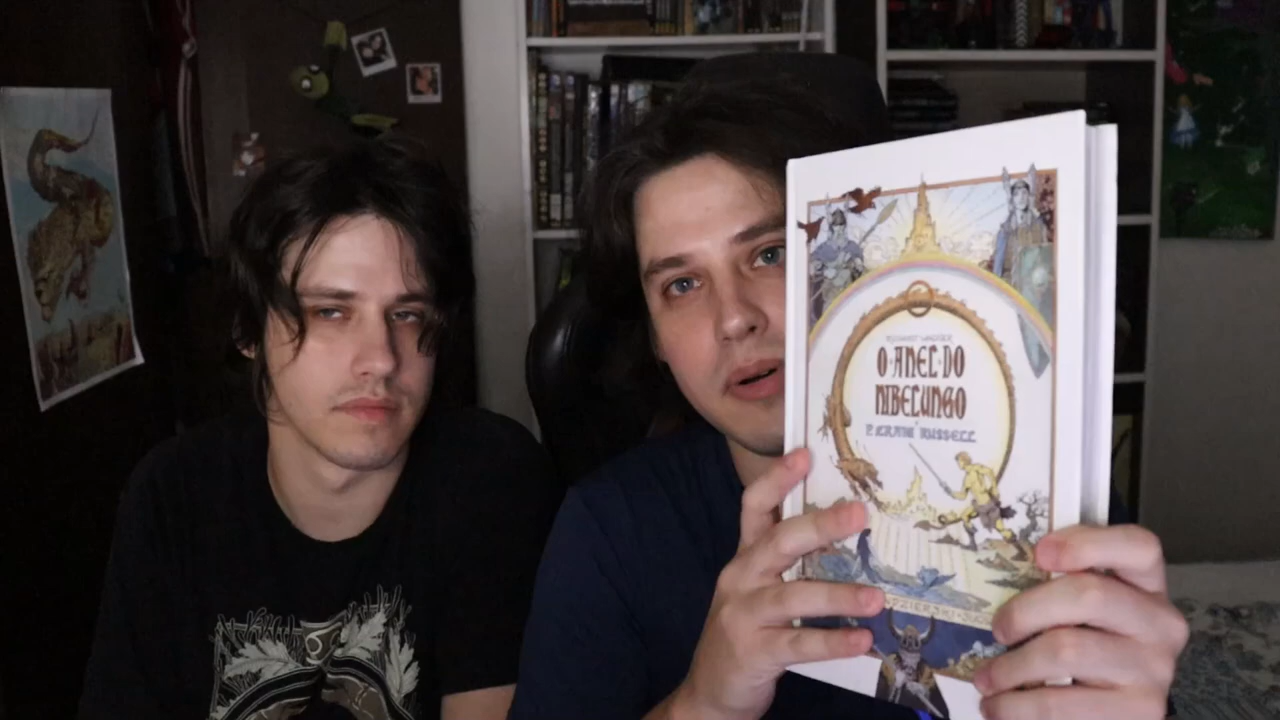 RICHARD WAGNER
O·ANEL·DO
NIBELUNGO
P. CRAIG RUSSELL